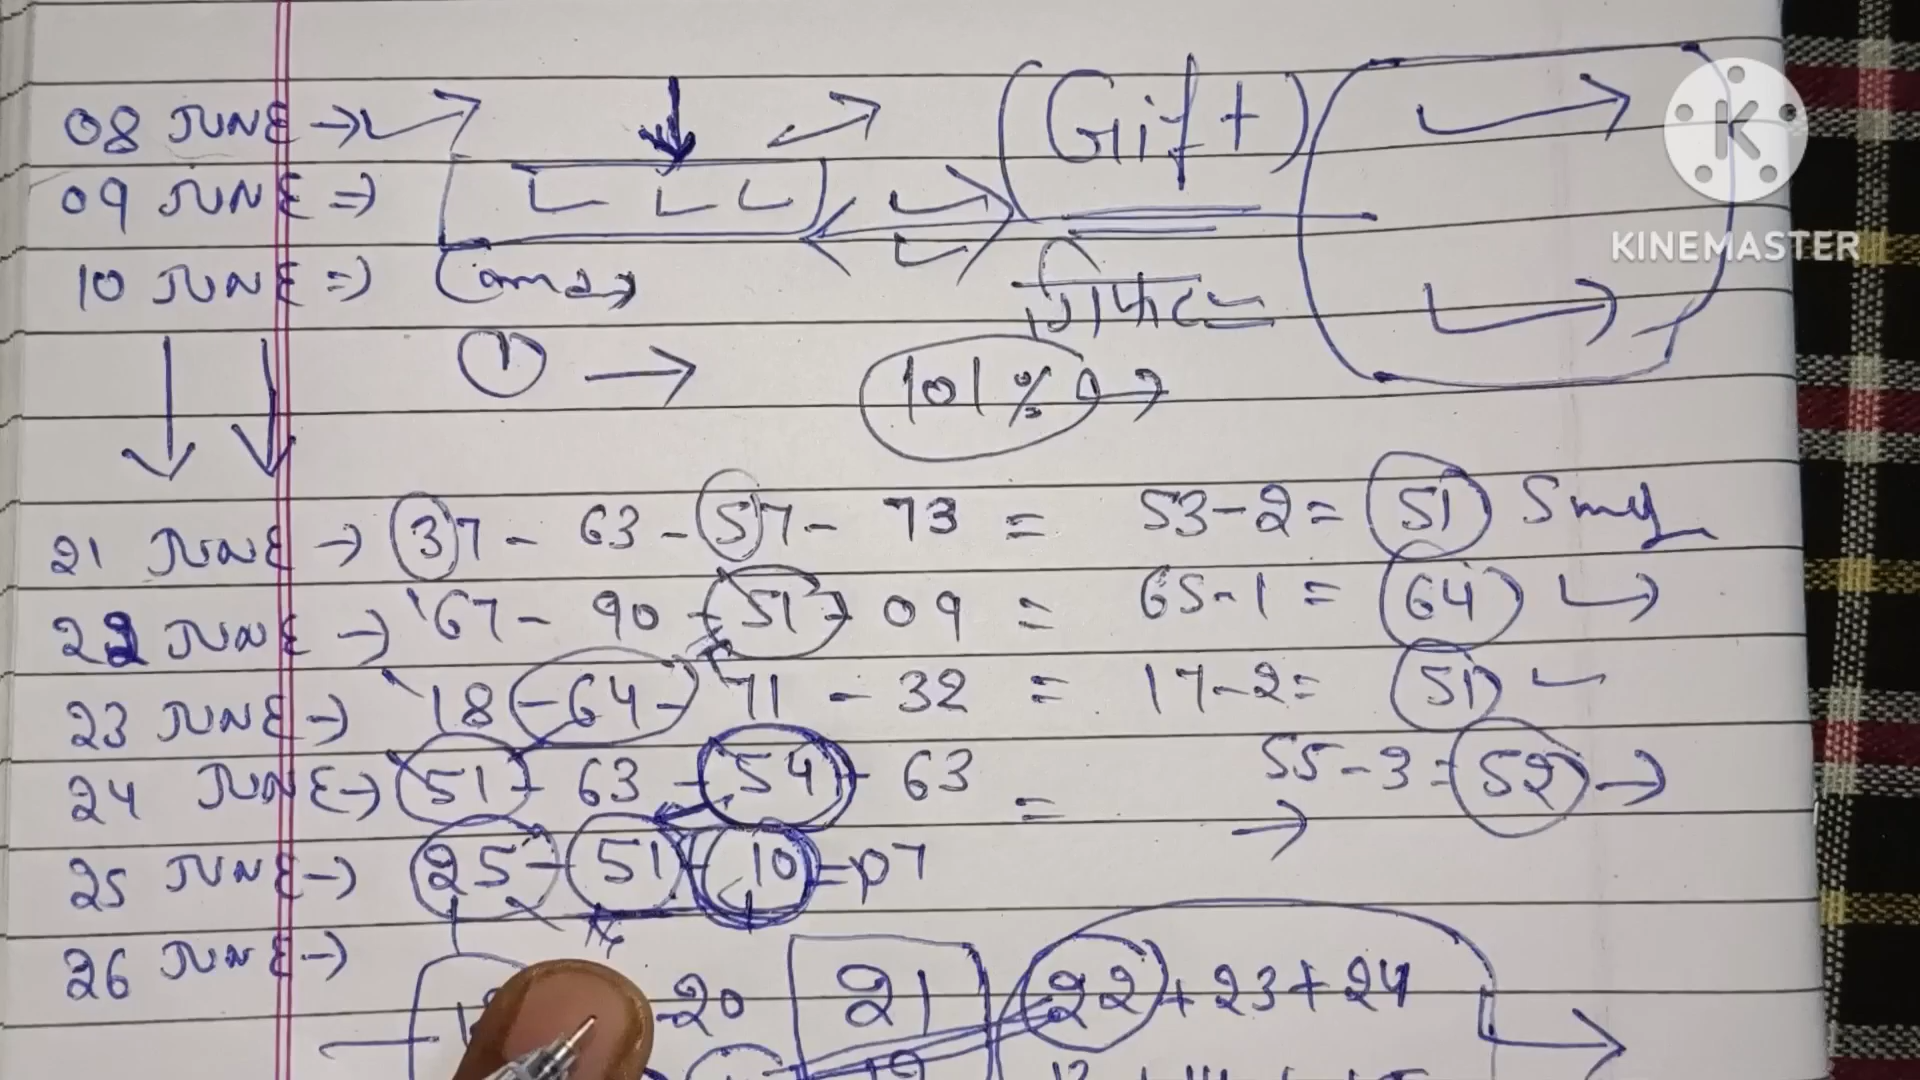 08 JUNE →
(Gift)
09 JUNE ⇒
10 JUNE ⇒
1 →
101% →
21 JUNE → 37 - 63 - 57 - 73 = 53-2 = 51
22 JUNE → 67 - 90 - 51 - 09 = 65-1 = 64
23 JUNE → 18 - 64 - 71 - 32 = 17-2 = 51
24 JUNE → 51 - 63 - 54 - 63 = 55-3 = 52 →
25 JUNE → 25 - 51 - 10 = 07
26 JUNE →
20 21 22 + 23 + 24
KINEMASTER